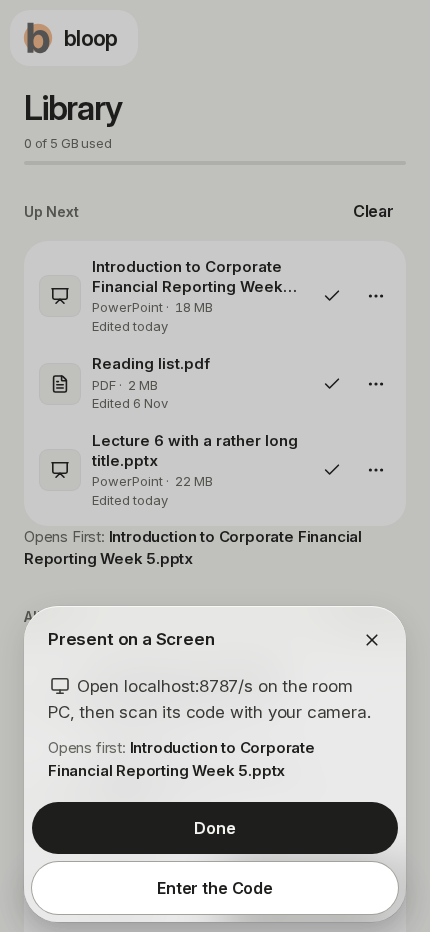 bloop
Library
0 of 5 GB used
Up Next
Clear
Introduction to Corporate
Financial Reporting Week…
PowerPoint · 18 MB
Edited today
Reading list.pdf
PDF · 2 MB
Edited 6 Nov
Lecture 6 with a rather long
title.pptx
PowerPoint · 22 MB
Edited today
Opens First: Introduction to Corporate Financial
Reporting Week 5.pptx
Present on a Screen
Open localhost:8787/s on the room
PC, then scan its code with your camera.
Opens first: Introduction to Corporate
Financial Reporting Week 5.pptx
Done
Enter the Code